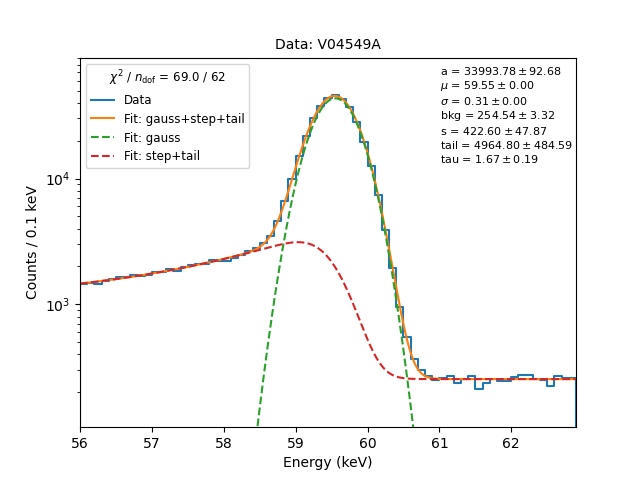 Data: V04549A
χ² / n_dof = 69.0 / 62
Data
Fit: gauss+step+tail
Fit: gauss
Fit: step+tail
a = 33993.78 ± 92.68
μ = 59.55 ± 0.00
σ = 0.31 ± 0.00
bkg = 254.54 ± 3.32
s = 422.60 ± 47.87
tail = 4964.80 ± 484.59
tau = 1.67 ± 0.19
Counts / 0.1 keV
10⁴
10³
56 57 58 59 60 61 62
Energy (keV)